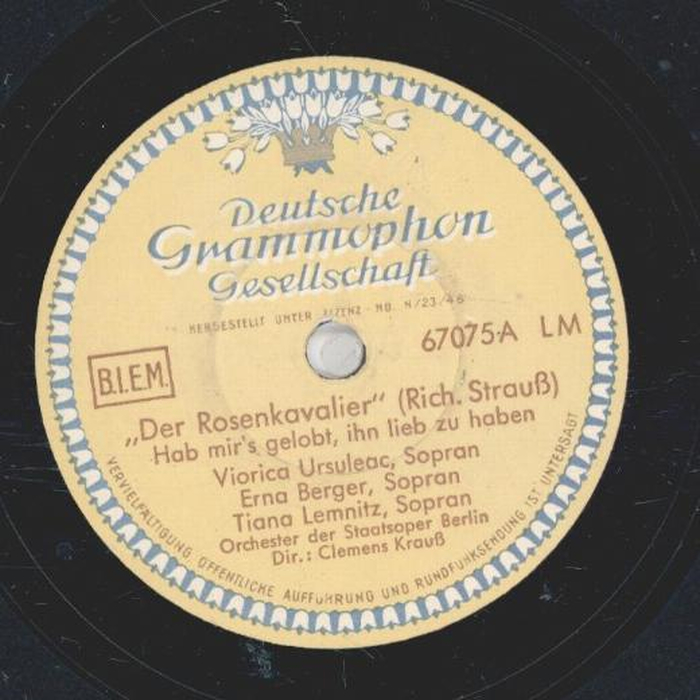 Deutsche
Grammophon
Gesellschaft
HERGESTELLT UNTER LIZENZ - NO. N/23/46
67075-A LM
B.I.E.M.
„Der Rosenkavalier“ (Rich. Strauß)
Hab mir's gelobt, ihn lieb zu haben
Viorica Ursuleac, Sopran
Erna Berger, Sopran
Tiana Lemnitz, Sopran
Orchester der Staatsoper Berlin
Dir.: Clemens Krauß
VERVIELFÄLTIGUNG ÖFFENTLICHE AUFFÜHRUNG UND RUNDFUNKSENDUNG IST UNTERSAGT